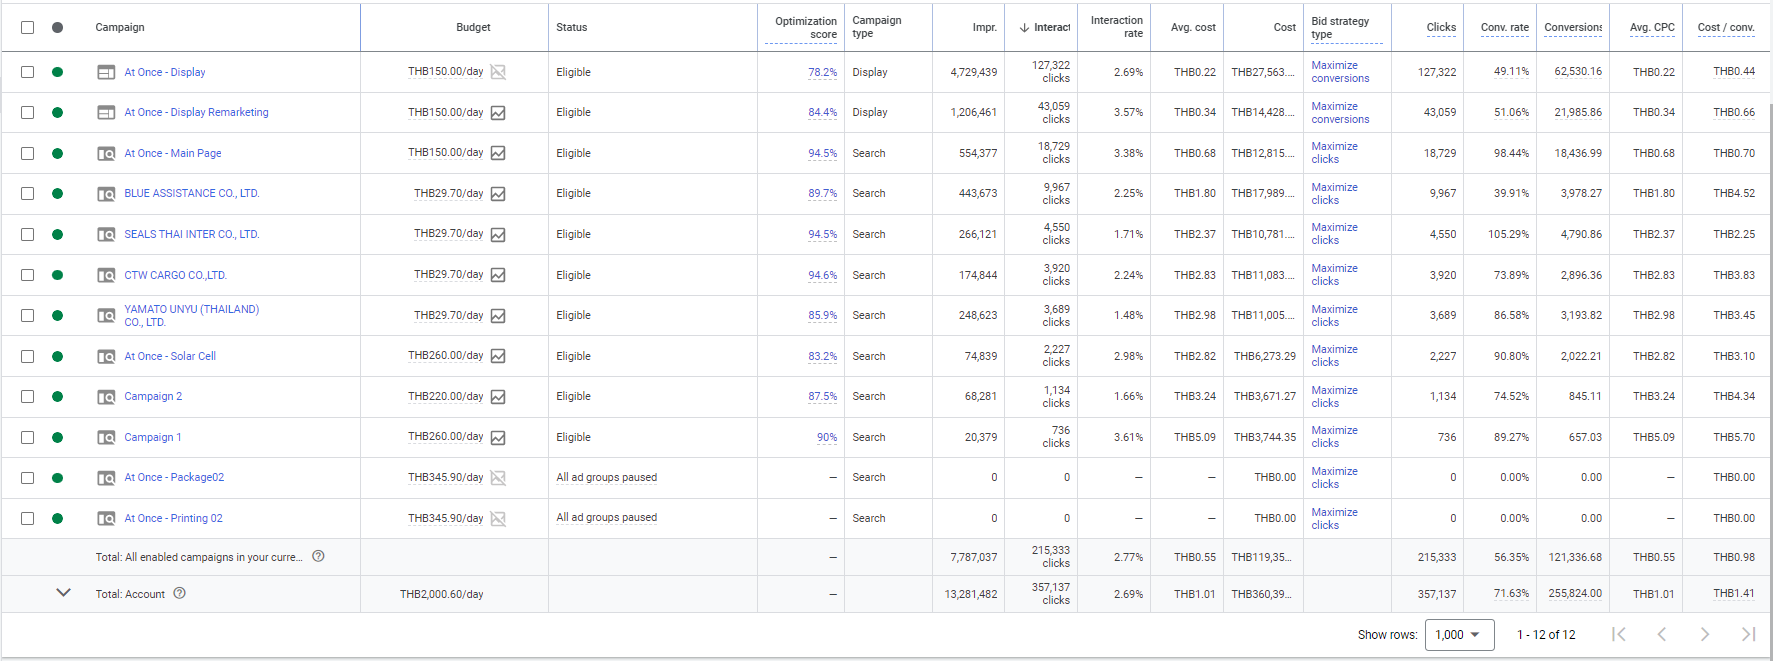 Campaign Budget Status Optimization score Campaign type Impr. Interact Interaction rate Avg. cost Cost Bid strategy type Clicks Conv. rate Conversions Avg. CPC Cost / conv.
At Once - Display THB150.00/day Eligible 78.2% Display 4,729,439 127,322 clicks 2.69% THB0.22 THB27,563.... Maximize conversions 127,322 49.11% 62,530.16 THB0.22 THB0.44
At Once - Display Remarketing THB150.00/day Eligible 84.4% Display 1,206,461 43,059 clicks 3.57% THB0.34 THB14,428.... Maximize conversions 43,059 51.06% 21,985.86 THB0.34 THB0.66
At Once - Main Page THB150.00/day Eligible 94.5% Search 554,377 18,729 clicks 3.38% THB0.68 THB12,815.... Maximize clicks 18,729 98.44% 18,436.99 THB0.68 THB0.70
BLUE ASSISTANCE CO., LTD. THB29.70/day Eligible 89.7% Search 443,673 9,967 clicks 2.25% THB1.80 THB17,989.... Maximize clicks 9,967 39.91% 3,978.27 THB1.80 THB4.52
SEALS THAI INTER CO., LTD. THB29.70/day Eligible 94.5% Search 266,121 4,550 clicks 1.71% THB2.37 THB10,781.... Maximize clicks 4,550 105.29% 4,790.86 THB2.37 THB2.25
CTW CARGO CO.,LTD. THB29.70/day Eligible 94.6% Search 174,844 3,920 clicks 2.24% THB2.83 THB11,083.... Maximize clicks 3,920 73.89% 2,896.36 THB2.83 THB3.83
YAMATO UNYU (THAILAND) CO., LTD. THB29.70/day Eligible 85.9% Search 248,623 3,689 clicks 1.48% THB2.98 THB11,005.... Maximize clicks 3,689 86.58% 3,193.82 THB2.98 THB3.45
At Once - Solar Cell THB260.00/day Eligible 83.2% Search 74,839 2,227 clicks 2.98% THB2.82 THB6,273.29 Maximize clicks 2,227 90.80% 2,022.21 THB2.82 THB3.10
Campaign 2 THB220.00/day Eligible 87.5% Search 68,281 1,134 clicks 1.66% THB3.24 THB3,671.27 Maximize clicks 1,134 74.52% 845.11 THB3.24 THB4.34
Campaign 1 THB260.00/day Eligible 90% Search 20,379 736 clicks 3.61% THB5.09 THB3,744.35 Maximize clicks 736 89.27% 657.03 THB5.09 THB5.70
At Once - Package02 THB345.90/day All ad groups paused — Search 0 0 — — THB0.00 Maximize clicks 0 0.00% 0.00 — THB0.00
At Once - Printing 02 THB345.90/day All ad groups paused — Search 0 0 — — THB0.00 Maximize clicks 0 0.00% 0.00 — THB0.00
Total: All enabled campaigns in your curre... — 7,787,037 215,333 clicks 2.77% THB0.55 THB119,35... 215,333 56.35% 121,336.68 THB0.55 THB0.98
Total: Account THB2,000.60/day — 13,281,482 357,137 clicks 2.69% THB1.01 THB360,39... 357,137 71.63% 255,824.00 THB1.01 THB1.41
Show rows: 1,000 1 - 12 of 12